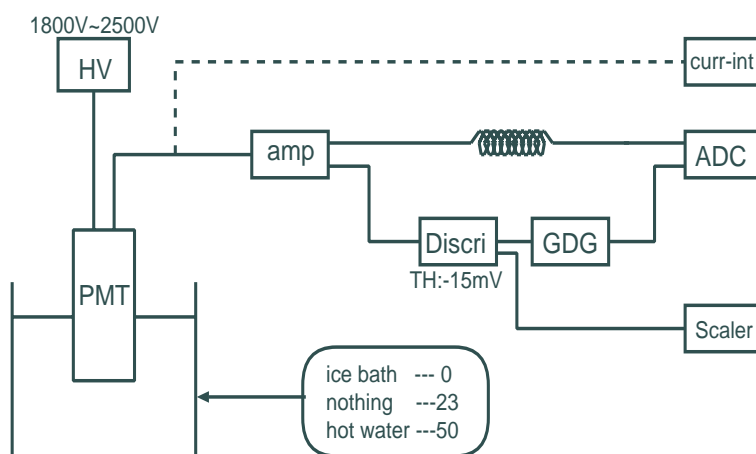 1800V~2500V
HV
curr-int
amp
ADC
Discri
GDG
TH:-15mV
PMT
Scaler
ice bath --- 0
nothing ---23
hot water ---50